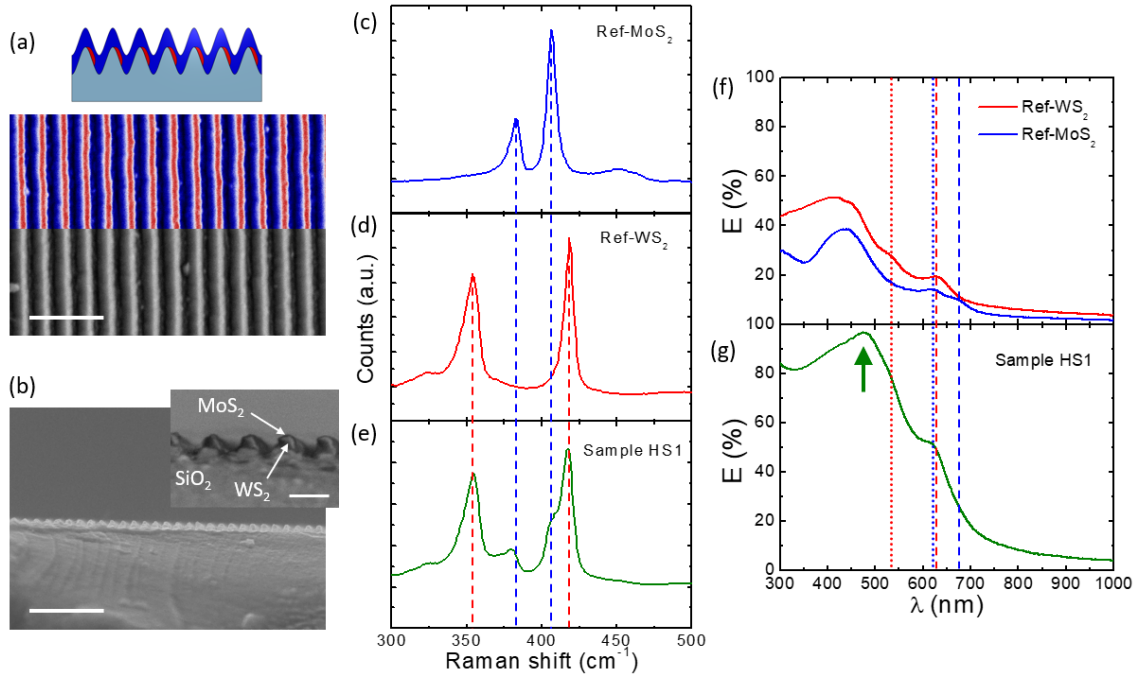 (a)
(b)
MoS₂
SiO₂
WS₂
(c)
Ref-MoS₂
(d)
Ref-WS₂
(e)
Sample HS1
Counts (a.u.)
300 350 400 450 500
Raman shift (cm⁻¹)
(f)
Ref-WS₂
Ref-MoS₂
100
80
60
40
20
E (%)
(g)
Sample HS1
100
80
60
40
20
0
E (%)
300 400 500 600 700 800 900 1000
λ (nm)